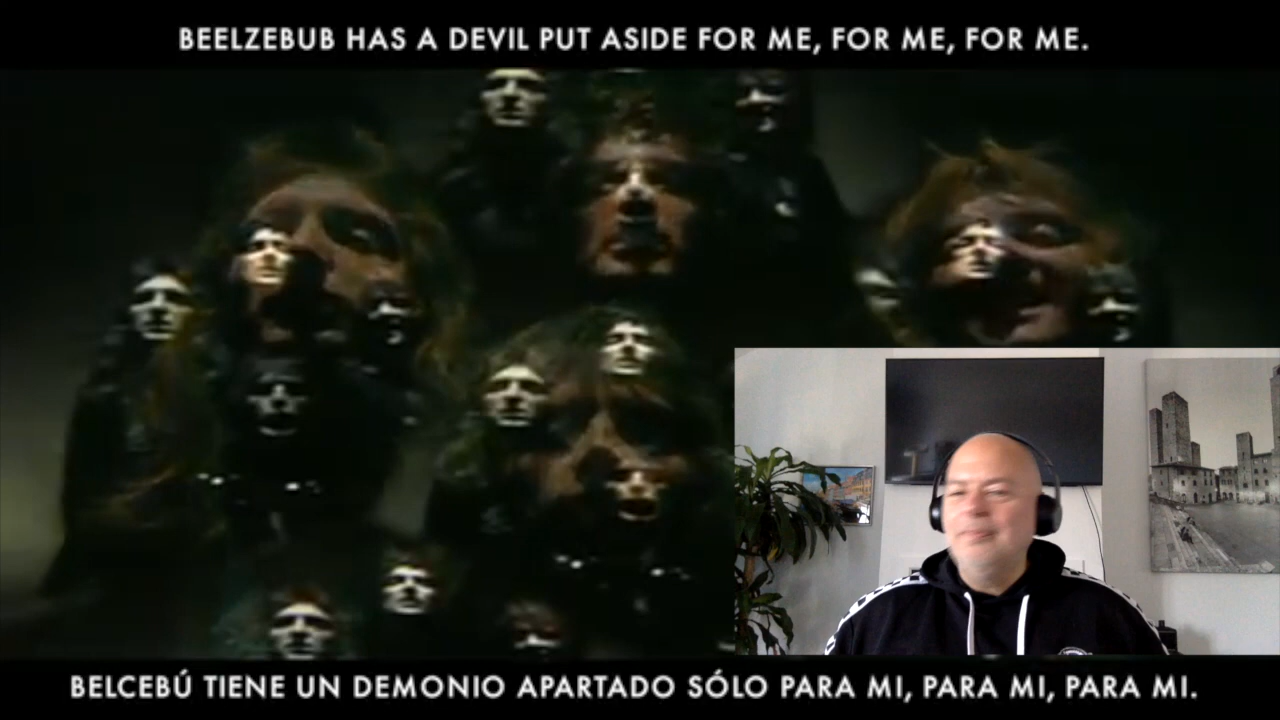 BEELZEBUB HAS A DEVIL PUT ASIDE FOR ME, FOR ME, FOR ME.
BELCEBÚ TIENE UN DEMONIO APARTADO SÓLO PARA MI, PARA MI, PARA MI.